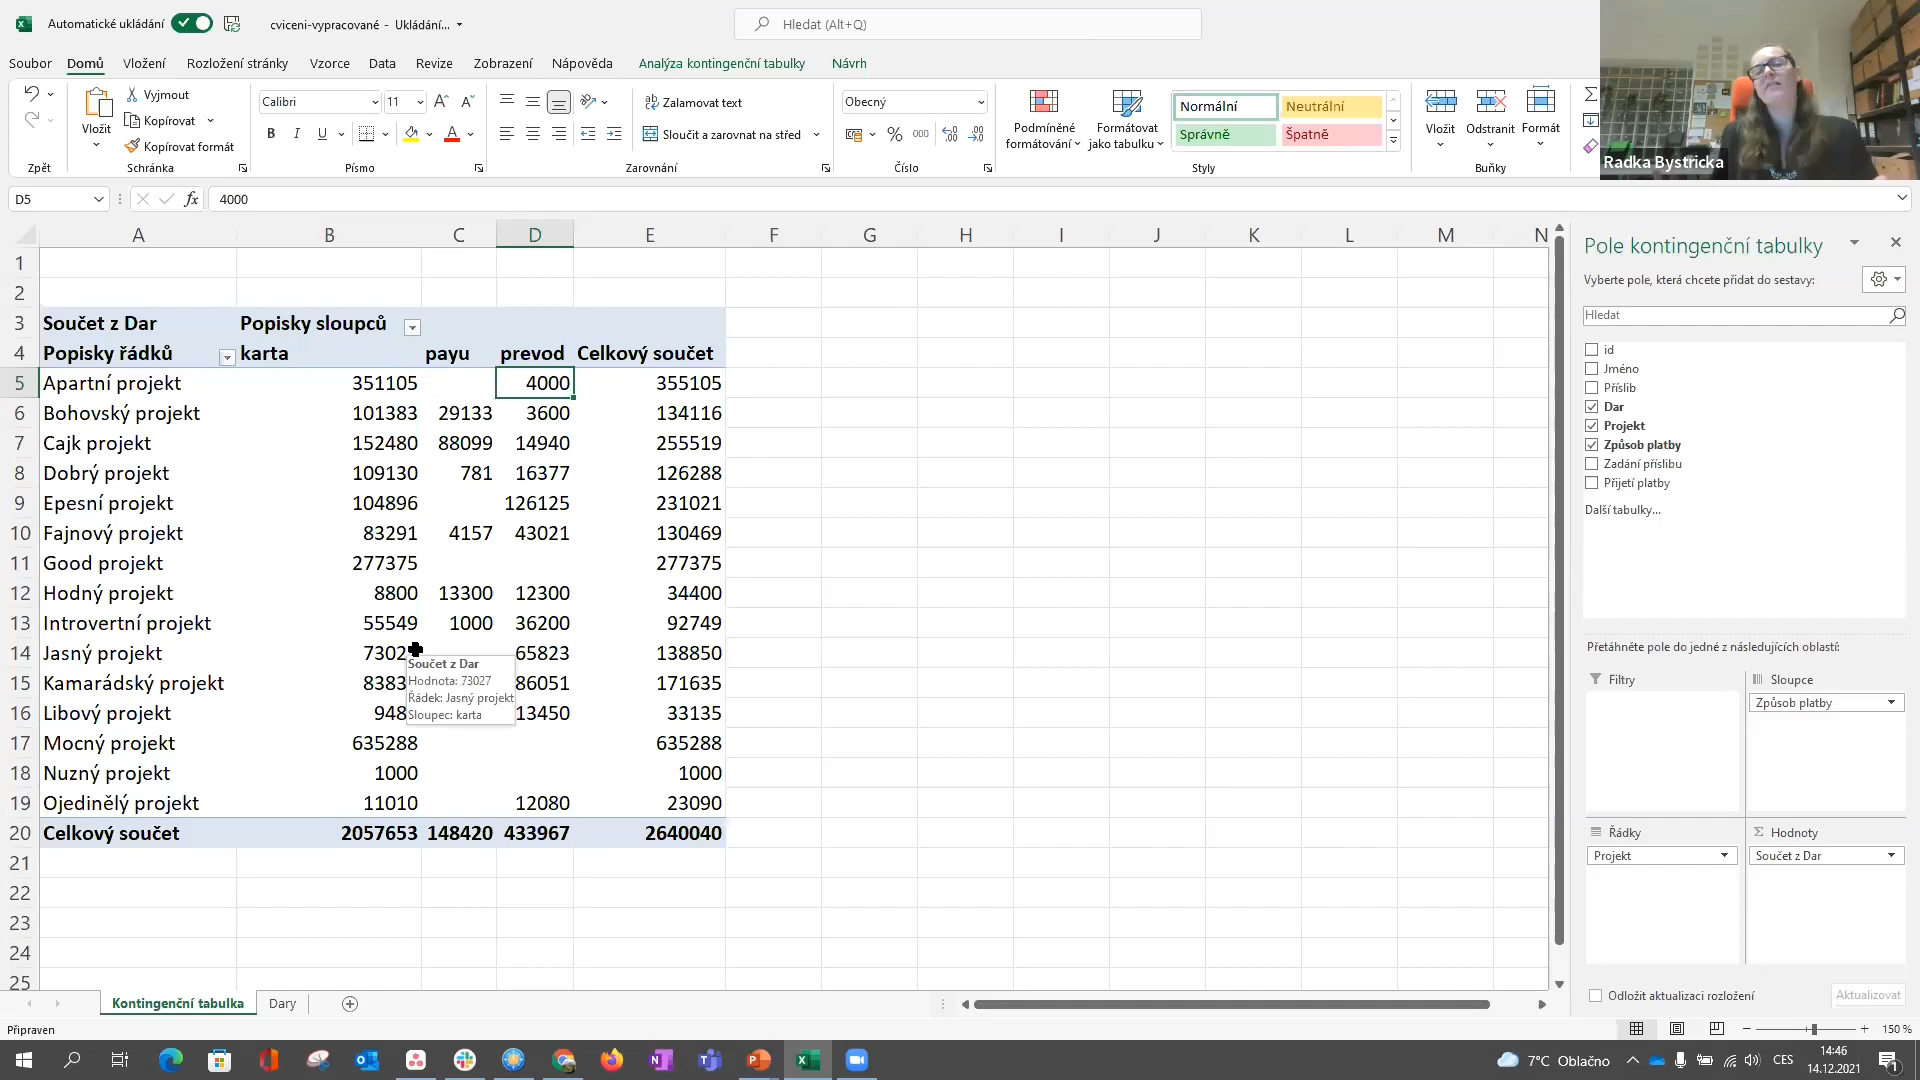 Automatické ukládání
cviceni-vypracované - Ukládání...
Hledat (Alt+Q)
Soubor Domů Vložení Rozložení stránky Vzorce Data Revize Zobrazení Nápověda Analýza kontingenční tabulky Návrh
Vložit
Vyjmout
Kopírovat
Kopírovat formát
Calibri 11
B I U
Zalamovat text
Sloučit a zarovnat na střed
Obecný
% 000
Podmíněné formátování
Formátovat jako tabulku
Normální Neutrální
Správně Špatně
Vložit Odstranit Formát
Zpět Schránka Písmo Zarovnání Číslo Styly Buňky
Radka Bystricka
D5 fx 4000
A B C D E F G H I J K L M N
1
2
3 Součet z Dar Popisky sloupců
4 Popisky řádků karta payu prevod Celkový součet
5 Apartní projekt 351105 4000 355105
6 Bohovský projekt 101383 29133 3600 134116
7 Cajk projekt 152480 88099 14940 255519
8 Dobrý projekt 109130 781 16377 126288
9 Epesní projekt 104896 126125 231021
10 Fajnový projekt 83291 4157 43021 130469
11 Good projekt 277375 277375
12 Hodný projekt 8800 13300 12300 34400
13 Introvertní projekt 55549 1000 36200 92749
14 Jasný projekt 7302 65823 138850
15 Kamarádský projekt 8383 86051 171635
16 Libový projekt 948 13450 33135
17 Mocný projekt 635288 635288
18 Nuzný projekt 1000 1000
19 Ojedinělý projekt 11010 12080 23090
20 Celkový součet 2057653 148420 433967 2640040
21
22
23
24
25
Součet z Dar
Hodnota: 73027
Řádek: Jasný projekt
Sloupec: karta
Pole kontingenční tabulky
Vyberte pole, která chcete přidat do sestavy:
Hledat
id
Jméno
Příslib
Dar
Projekt
Způsob platby
Zadání příslibu
Přijetí platby
Další tabulky...
Přetáhněte pole do jedné z následujících oblastí:
Filtry Sloupce
Způsob platby
Řádky Hodnoty
Projekt Součet z Dar
Odložit aktualizaci rozložení Aktualizovat
Kontingenční tabulka Dary
Připraven
150 %
7°C Oblačno
CES
14:46
14.12.2021